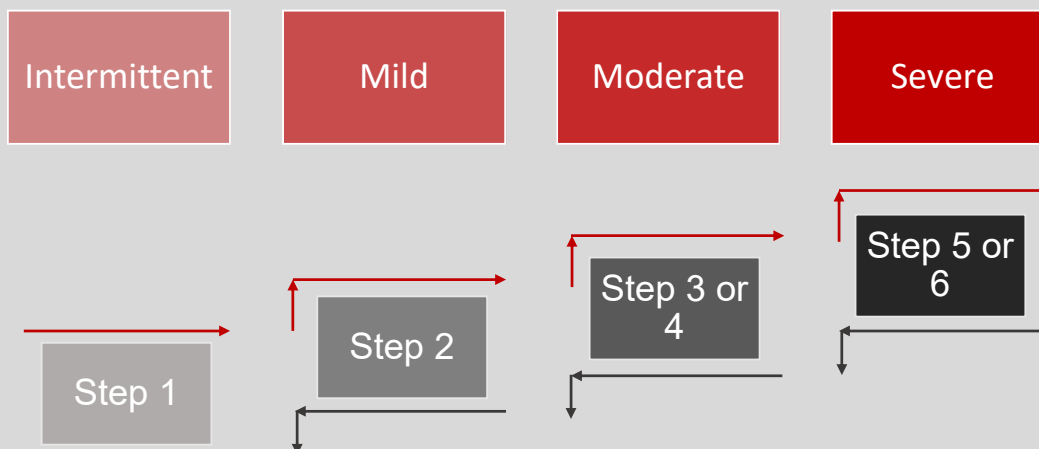 Intermittent
Mild
Moderate
Severe
Step 1
Step 2
Step 3 or
4
Step 5 or
6